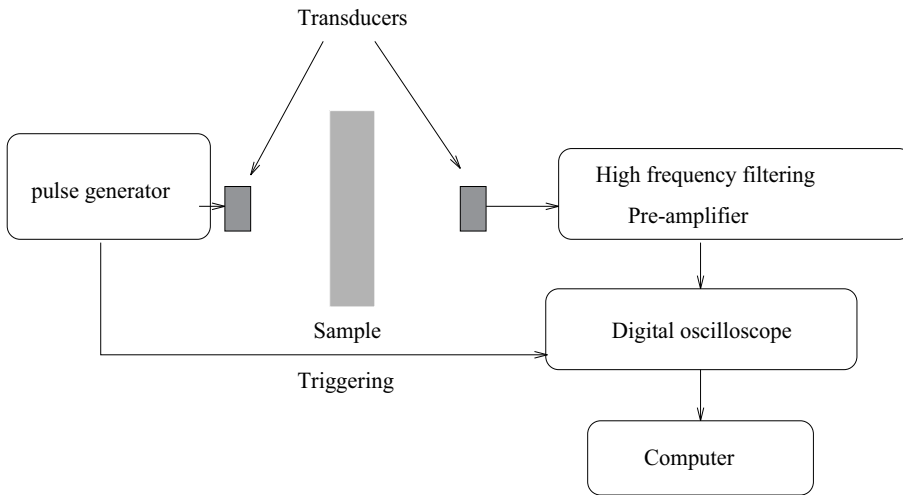 Transducers
pulse generator
High frequency filtering
Pre-amplifier
Sample
Digital oscilloscope
Triggering
Computer